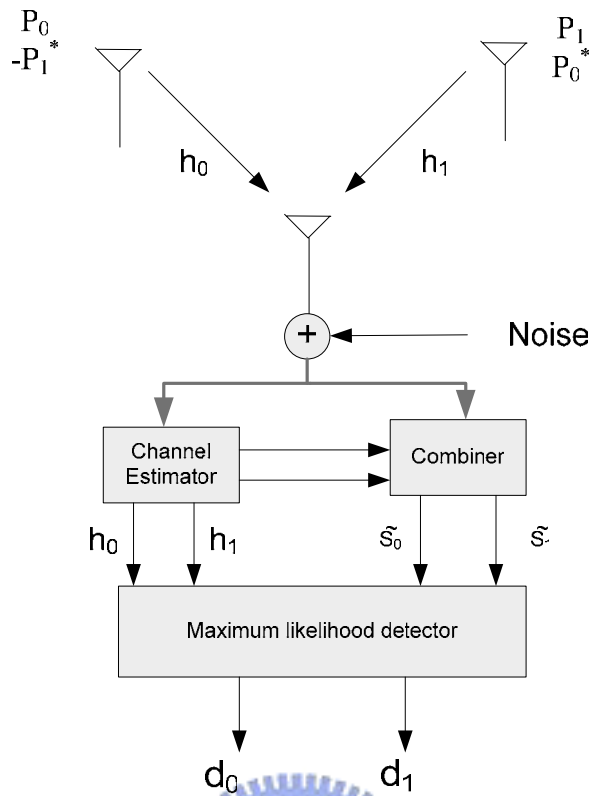 P₀
-P₁*
P₁
P₀*
h₀
h₁
+
Noise
Channel
Estimator
Combiner
h₀
h₁
s̃₀
Maximum likelihood detector
d₀
d₁